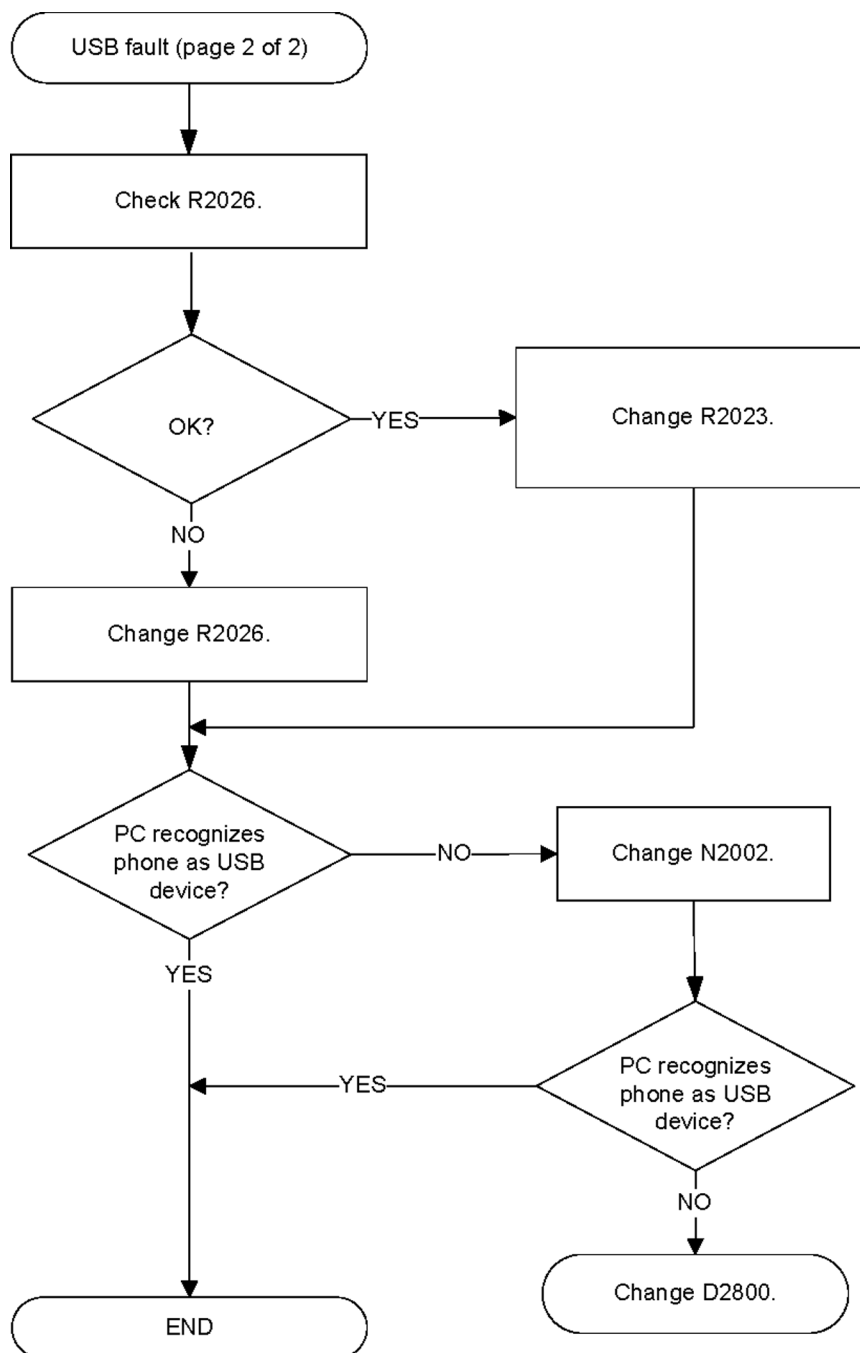 USB fault (page 2 of 2)
Check R2026.
OK?
YES
Change R2023.
NO
Change R2026.
PC recognizes
phone as USB
device?
NO
Change N2002.
YES
PC recognizes
phone as USB
device?
YES
NO
Change D2800.
END